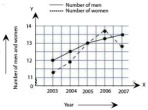 Y
Number of men
Number of women
14
13
12
11
10
0
X
2003 2004 2005 2006 2007
Year
Number of men and women